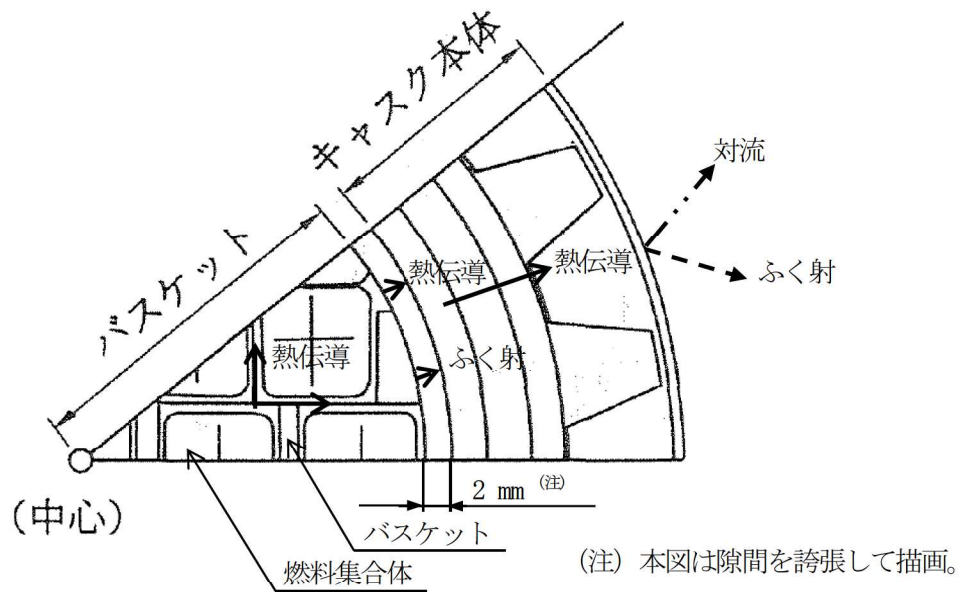 キャスク本体
バスケット
対流
ふく射
熱伝導
熱伝導
熱伝導
ふく射
(中心)
2 mm (注)
バスケット
燃料集合体
(注) 本図は隙間を誇張して描画。